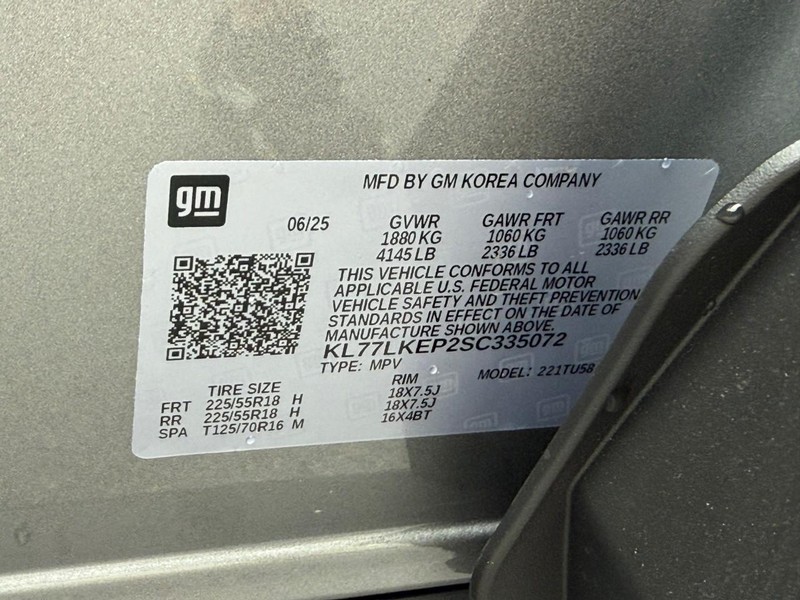 gm
MFD BY GM KOREA COMPANY
06/25
GVWR GAWR FRT GAWR RR
1880 KG 1060 KG 1060 KG
4145 LB 2336 LB 2336 LB
THIS VEHICLE CONFORMS TO ALL
APPLICABLE U.S. FEDERAL MOTOR
VEHICLE SAFETY AND THEFT PREVENTION
STANDARDS IN EFFECT ON THE DATE OF
MANUFACTURE SHOWN ABOVE.
KL77LKEP2SC335072
TYPE: MPV MODEL: 221TU58
TIRE SIZE RIM
FRT 225/55R18 H 18X7.5J
RR 225/55R18 H 18X7.5J
SPA T125/70R16 M 16X4BT